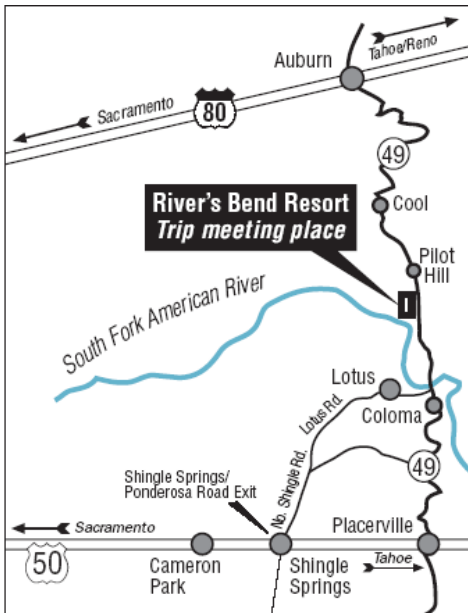 Tahoe/Reno
Auburn
Sacramento
80
49
River's Bend Resort
Trip meeting place
Cool
Pilot
Hill
South Fork American River
Lotus
Lotus Rd.
Coloma
No. Shingle Rd.
49
Shingle Springs/
Ponderosa Road Exit
Sacramento
Placerville
50
Cameron
Park
Shingle
Springs
Tahoe